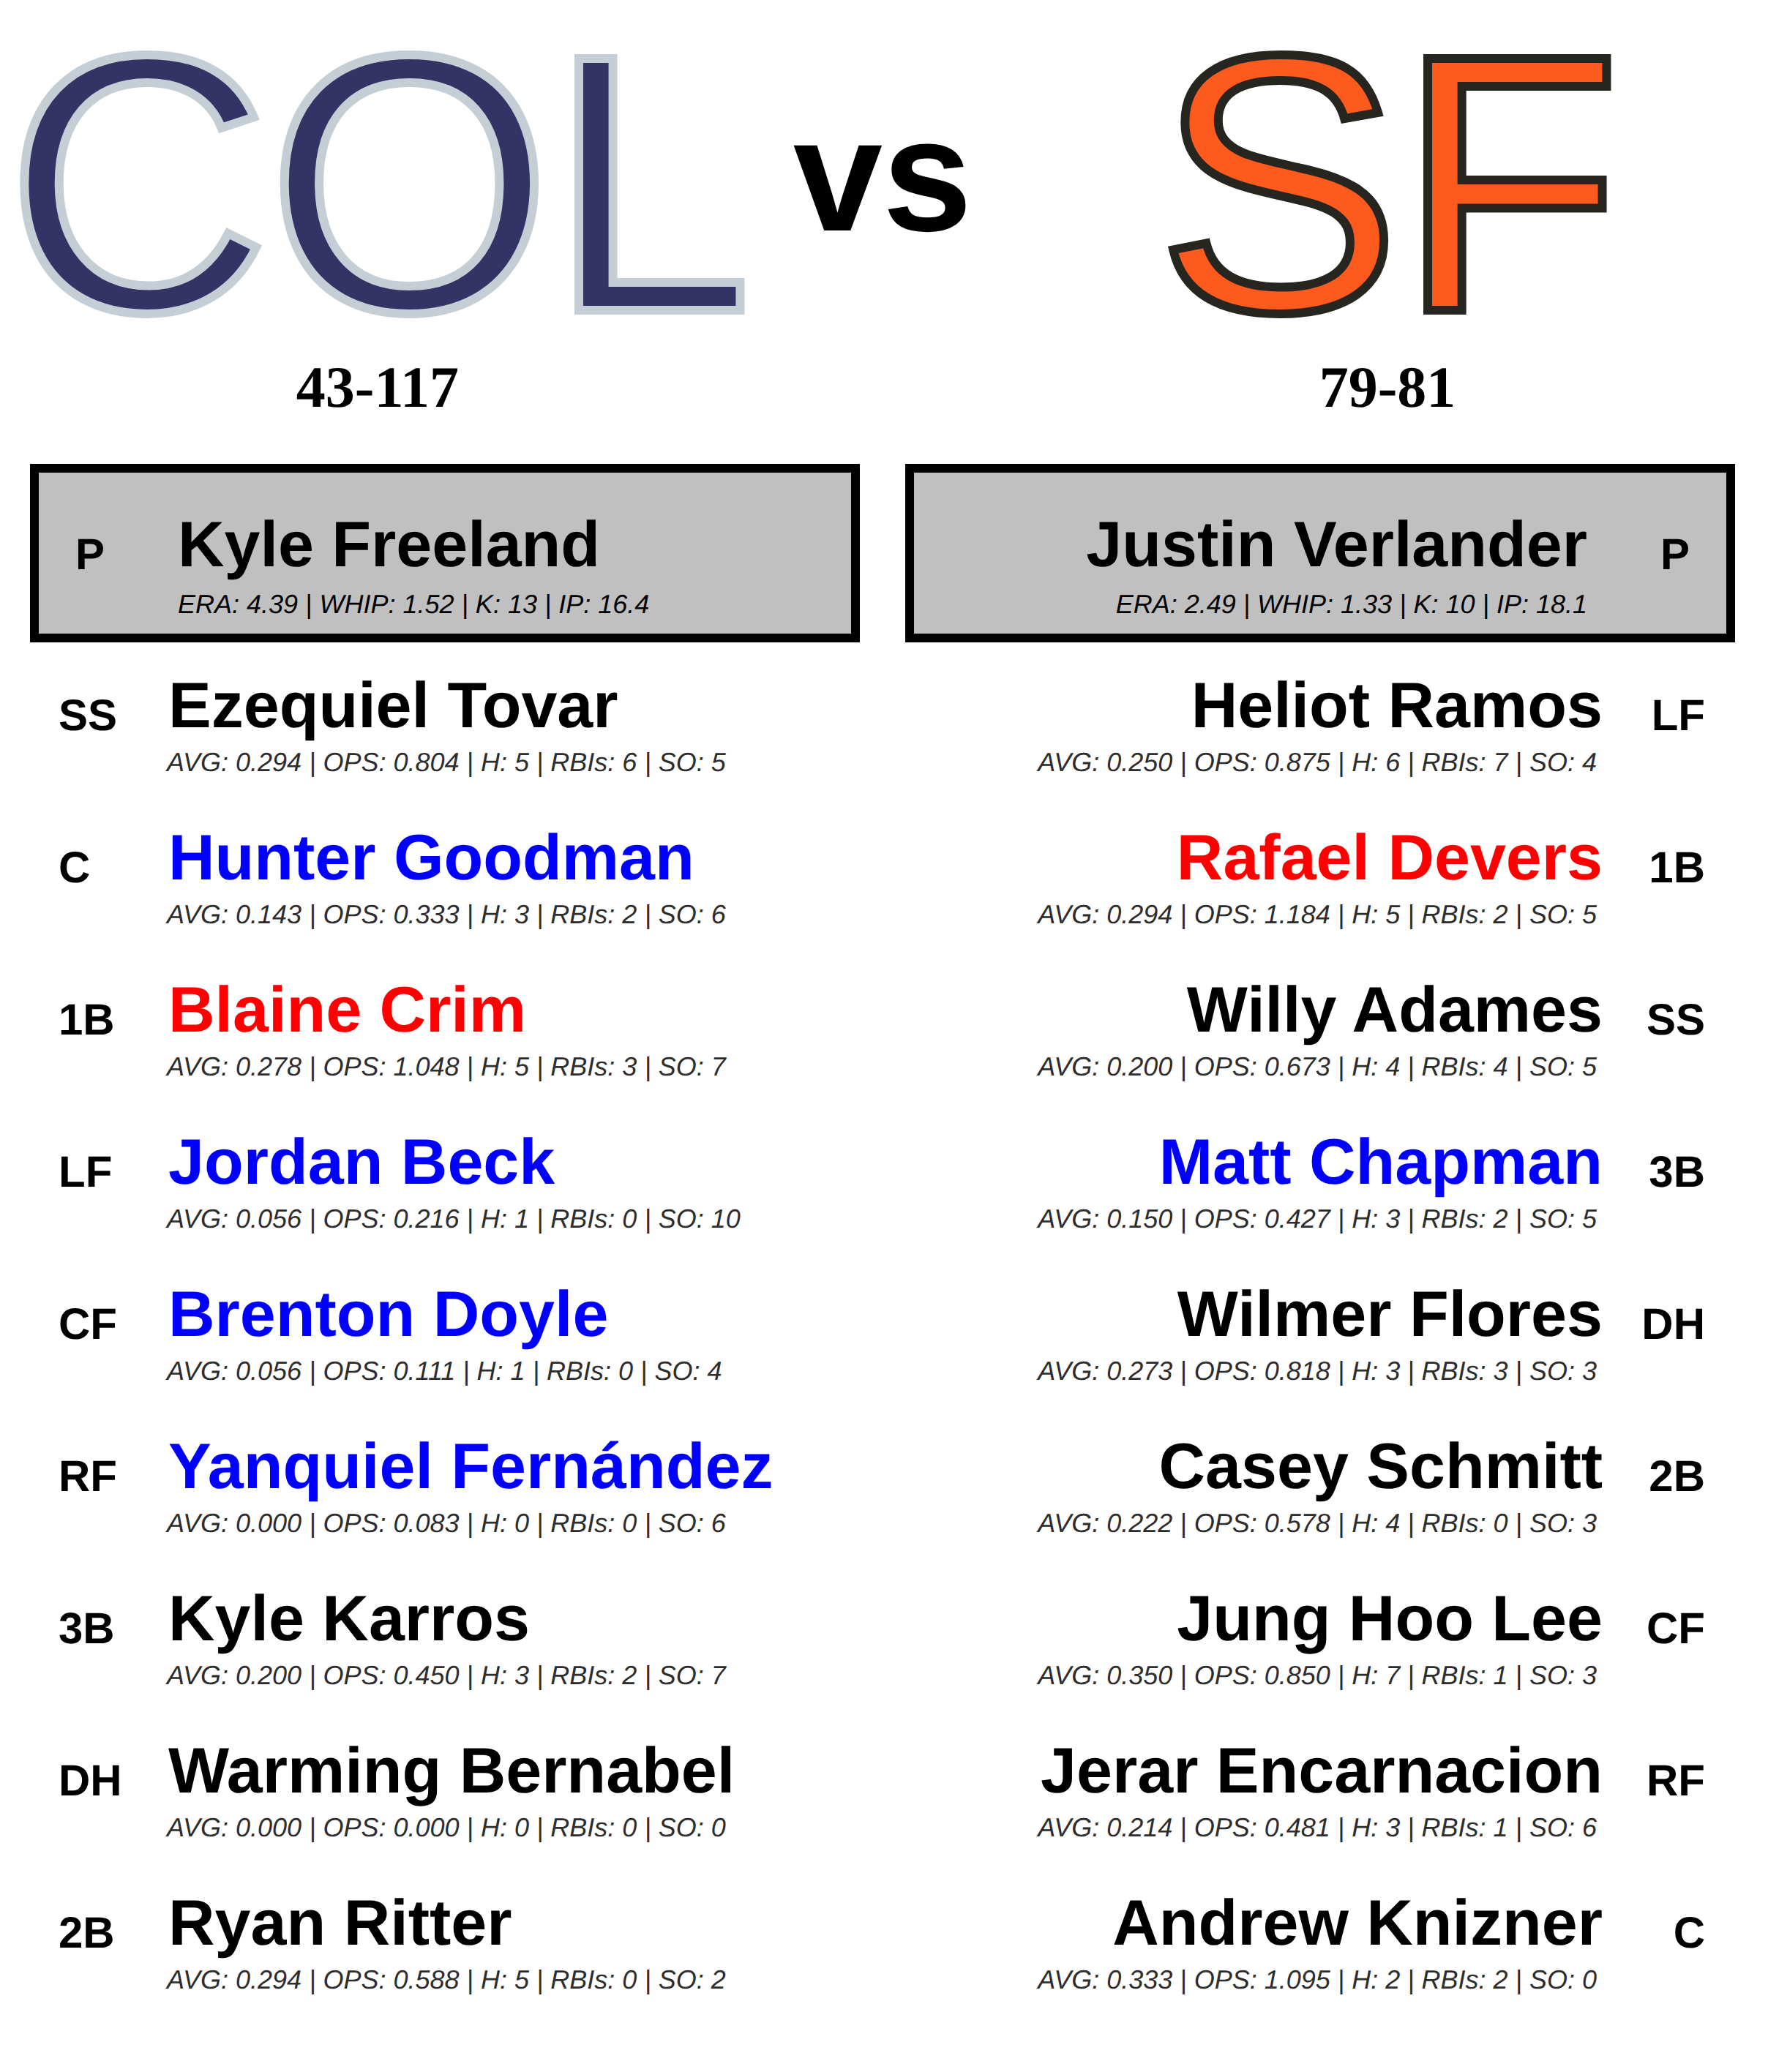 COL vs SF
43-117 79-81
P Kyle Freeland
ERA: 4.39 | WHIP: 1.52 | K: 13 | IP: 16.4
Justin Verlander P
ERA: 2.49 | WHIP: 1.33 | K: 10 | IP: 18.1
SS Ezequiel Tovar
AVG: 0.294 | OPS: 0.804 | H: 5 | RBIs: 6 | SO: 5
C Hunter Goodman
AVG: 0.143 | OPS: 0.333 | H: 3 | RBIs: 2 | SO: 6
1B Blaine Crim
AVG: 0.278 | OPS: 1.048 | H: 5 | RBIs: 3 | SO: 7
LF Jordan Beck
AVG: 0.056 | OPS: 0.216 | H: 1 | RBIs: 0 | SO: 10
CF Brenton Doyle
AVG: 0.056 | OPS: 0.111 | H: 1 | RBIs: 0 | SO: 4
RF Yanquiel Fernández
AVG: 0.000 | OPS: 0.083 | H: 0 | RBIs: 0 | SO: 6
3B Kyle Karros
AVG: 0.200 | OPS: 0.450 | H: 3 | RBIs: 2 | SO: 7
DH Warming Bernabel
AVG: 0.000 | OPS: 0.000 | H: 0 | RBIs: 0 | SO: 0
2B Ryan Ritter
AVG: 0.294 | OPS: 0.588 | H: 5 | RBIs: 0 | SO: 2
Heliot Ramos LF
AVG: 0.250 | OPS: 0.875 | H: 6 | RBIs: 7 | SO: 4
Rafael Devers 1B
AVG: 0.294 | OPS: 1.184 | H: 5 | RBIs: 2 | SO: 5
Willy Adames SS
AVG: 0.200 | OPS: 0.673 | H: 4 | RBIs: 4 | SO: 5
Matt Chapman 3B
AVG: 0.150 | OPS: 0.427 | H: 3 | RBIs: 2 | SO: 5
Wilmer Flores DH
AVG: 0.273 | OPS: 0.818 | H: 3 | RBIs: 3 | SO: 3
Casey Schmitt 2B
AVG: 0.222 | OPS: 0.578 | H: 4 | RBIs: 0 | SO: 3
Jung Hoo Lee CF
AVG: 0.350 | OPS: 0.850 | H: 7 | RBIs: 1 | SO: 3
Jerar Encarnacion RF
AVG: 0.214 | OPS: 0.481 | H: 3 | RBIs: 1 | SO: 6
Andrew Knizner C
AVG: 0.333 | OPS: 1.095 | H: 2 | RBIs: 2 | SO: 0